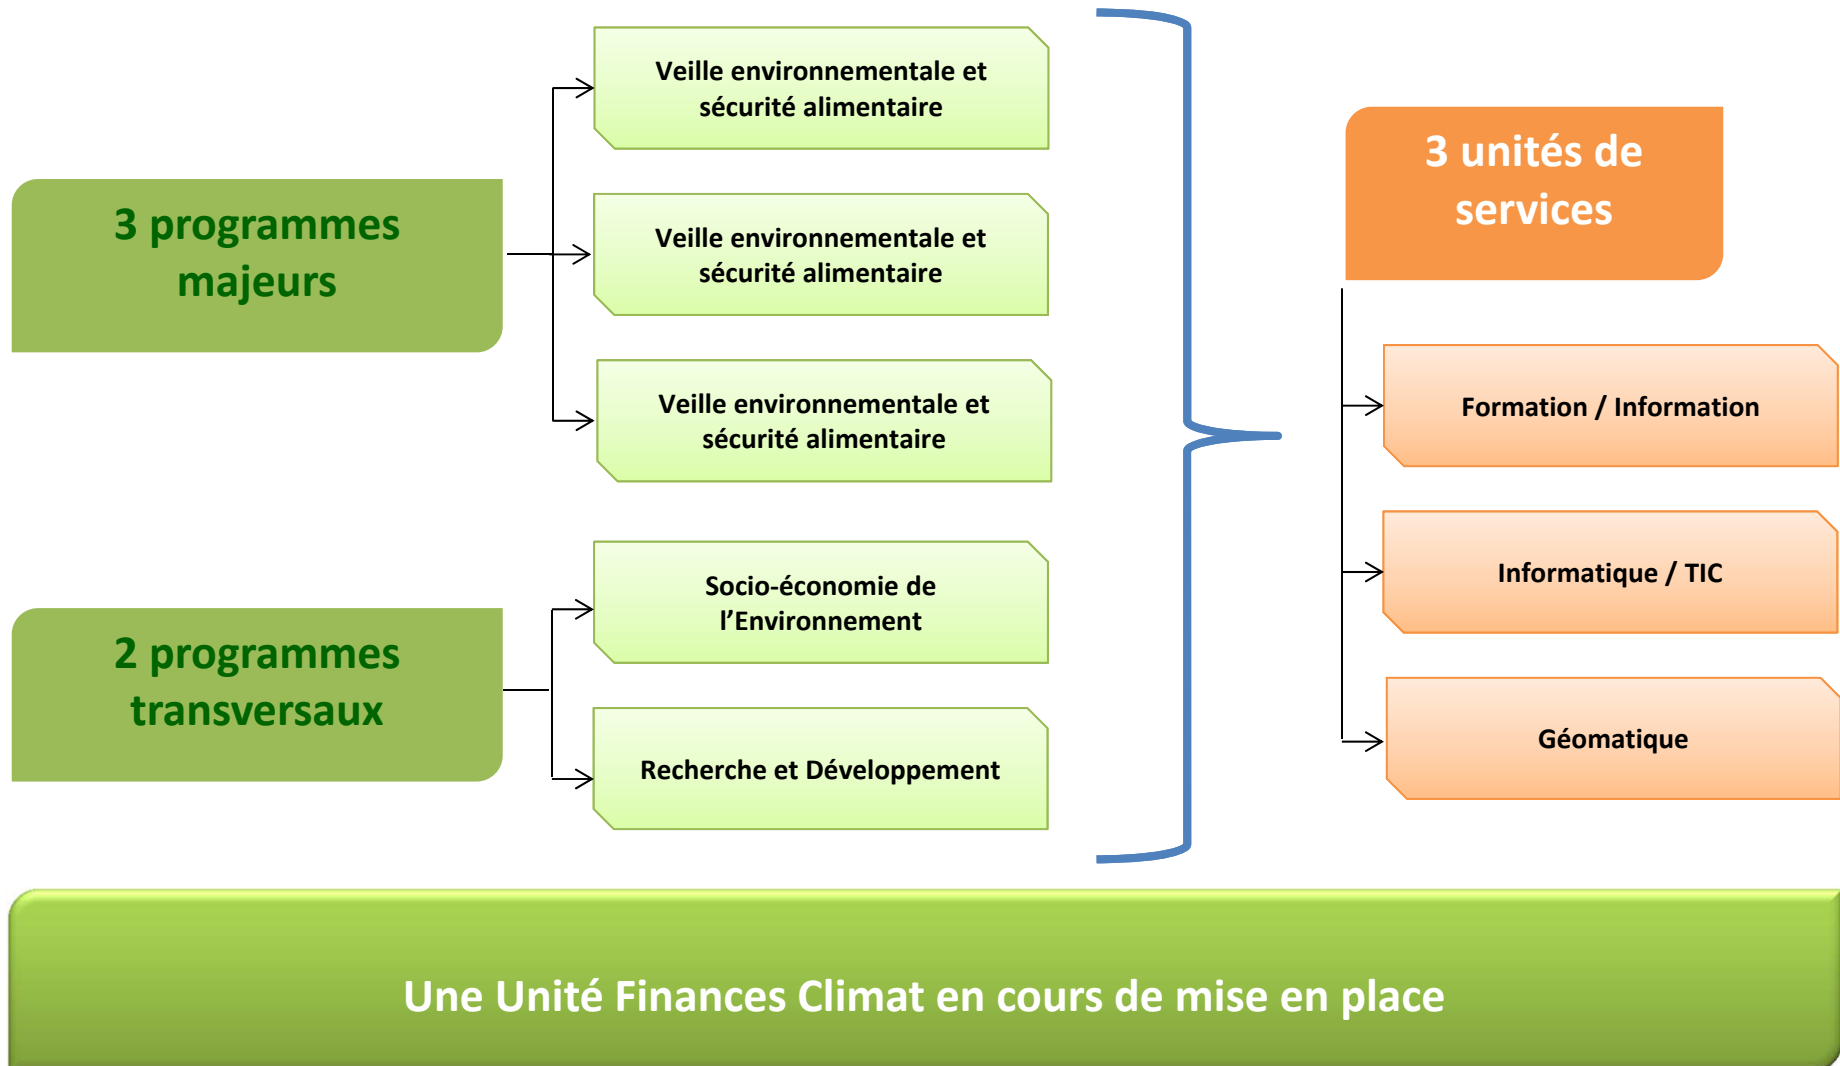 3 programmes
majeurs
Veille environnementale et
sécurité alimentaire
Veille environnementale et
sécurité alimentaire
Veille environnementale et
sécurité alimentaire
2 programmes
transversaux
Socio-économie de
l’Environnement
Recherche et Développement
3 unités de
services
Formation / Information
Informatique / TIC
Géomatique
Une Unité Finances Climat en cours de mise en place